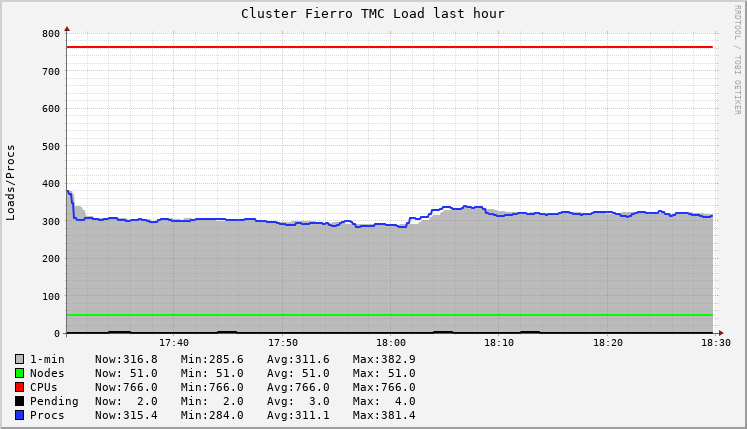 Cluster Fierro TMC Load last hour
RRDTOOL / TOBI OETIKER
Loads/Procs
800
700
600
500
400
300
200
100
0
17:40 17:50 18:00 18:10 18:20 18:30
1-min Now:316.8 Min:285.6 Avg:311.6 Max:382.9
Nodes Now: 51.0 Min: 51.0 Avg: 51.0 Max: 51.0
CPUs Now:766.0 Min:766.0 Avg:766.0 Max:766.0
Pending Now: 2.0 Min: 2.0 Avg: 3.0 Max: 4.0
Procs Now:315.4 Min:284.0 Avg:311.1 Max:381.4